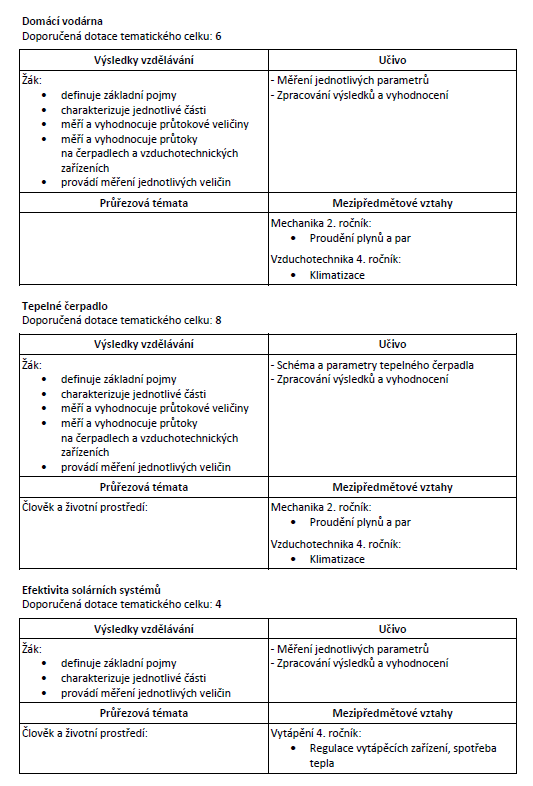 Domácí vodárna
Doporučená dotace tematického celku: 6
Výsledky vzdělávání
Učivo
Žák:
• definuje základní pojmy
• charakterizuje jednotlivé části
• měří a vyhodnocuje průtokové veličiny
• měří a vyhodnocuje průtoky
na čerpadlech a vzduchotechnických
zařízeních
• provádí měření jednotlivých veličin
- Měření jednotlivých parametrů
- Zpracování výsledků a vyhodnocení
Průřezová témata
Mezipředmětové vztahy
Mechanika 2. ročník:
• Proudění plynů a par
Vzduchotechnika 4. ročník:
• Klimatizace
Tepelné čerpadlo
Doporučená dotace tematického celku: 8
Výsledky vzdělávání
Učivo
Žák:
• definuje základní pojmy
• charakterizuje jednotlivé části
• měří a vyhodnocuje průtokové veličiny
• měří a vyhodnocuje průtoky
na čerpadlech a vzduchotechnických
zařízeních
• provádí měření jednotlivých veličin
- Schéma a parametry tepelného čerpadla
- Zpracování výsledků a vyhodnocení
Průřezová témata
Mezipředmětové vztahy
Člověk a životní prostředí:
Mechanika 2. ročník:
• Proudění plynů a par
Vzduchotechnika 4. ročník:
• Klimatizace
Efektivita solárních systémů
Doporučená dotace tematického celku: 4
Výsledky vzdělávání
Učivo
Žák:
• definuje základní pojmy
• charakterizuje jednotlivé části
• provádí měření jednotlivých veličin
- Měření jednotlivých parametrů
- Zpracování výsledků a vyhodnocení
Průřezová témata
Mezipředmětové vztahy
Člověk a životní prostředí:
Vytápění 4. ročník:
• Regulace vytápěcích zařízení, spotřeba
tepla